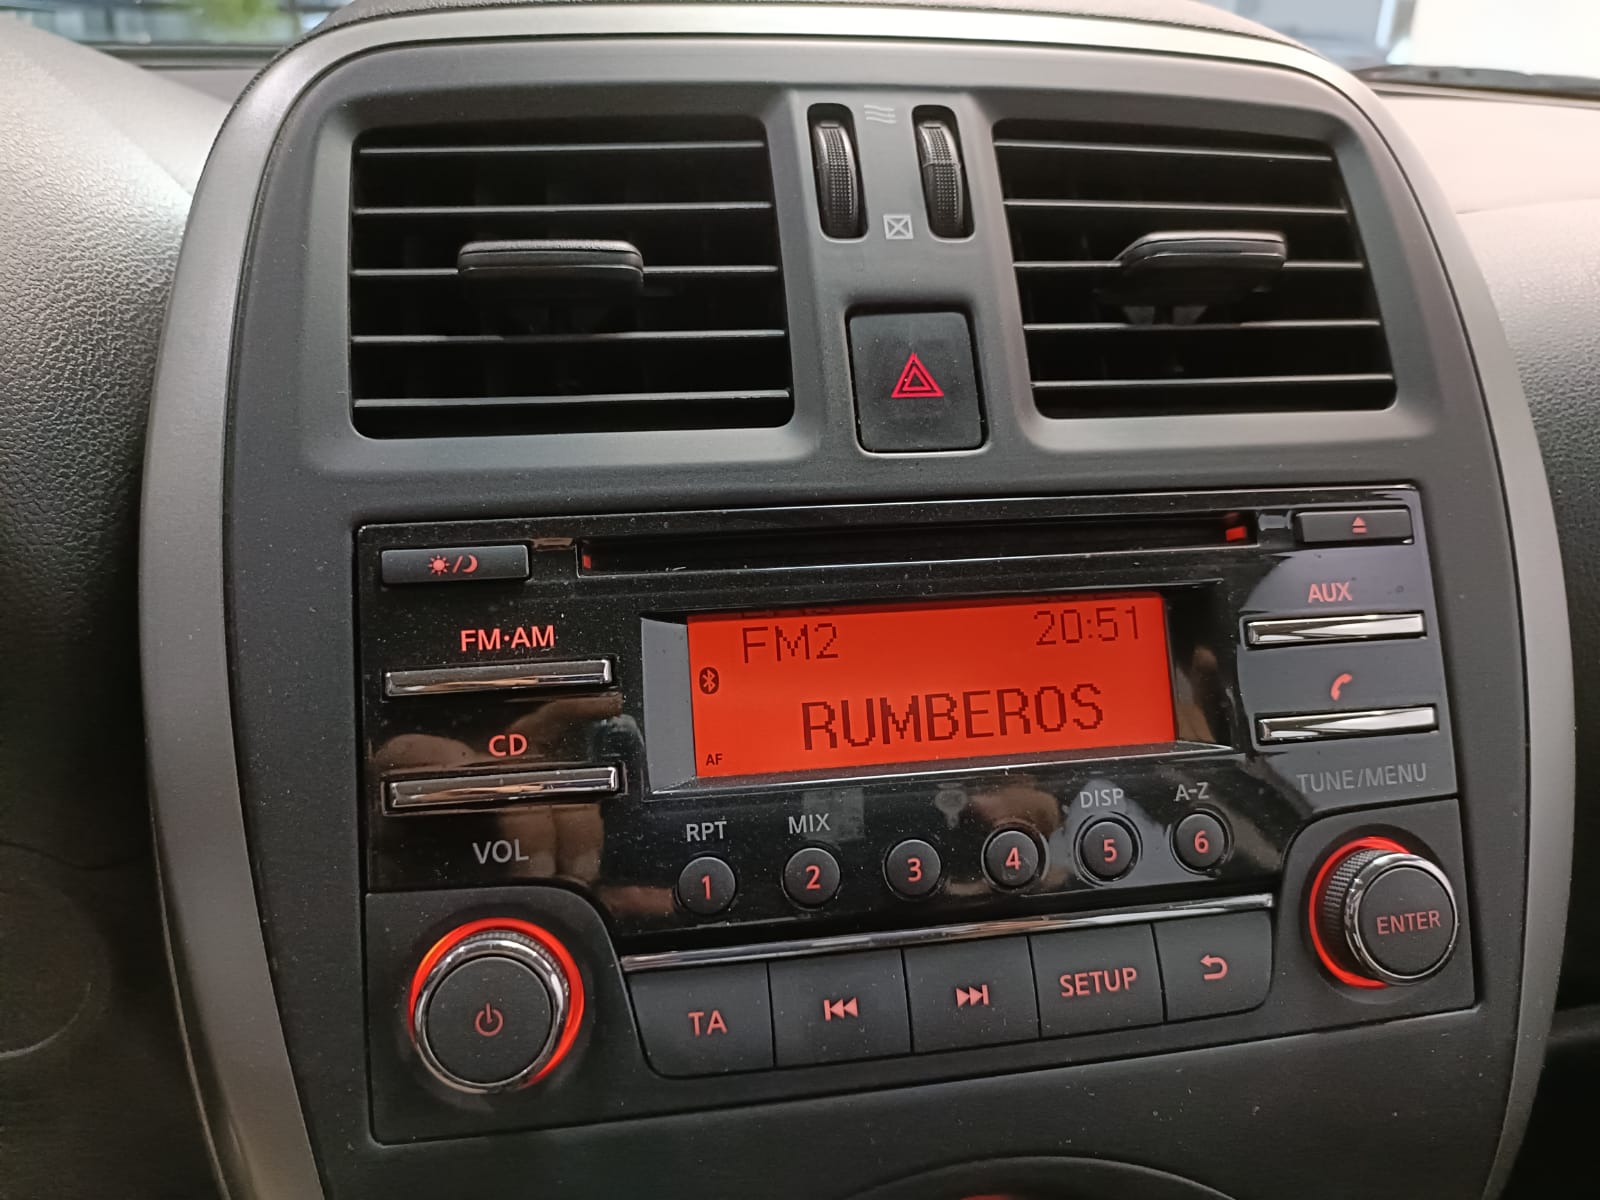 FM•AM
CD
VOL
FM2 20:51
RUMBEROS
AF
AUX
TUNE/MENU
RPT MIX DISP A-Z
1 2 3 4 5 6
TA SETUP
ENTER